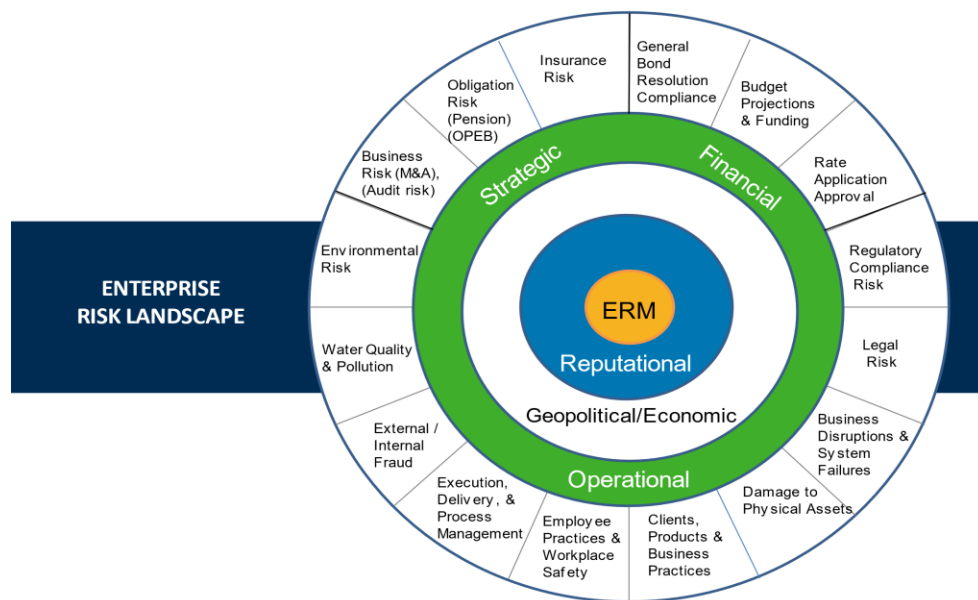 ENTERPRISE
RISK LANDSCAPE
Insurance
Risk
General
Bond
Resolution
Compliance
Budget
Projections
& Funding
Rate
Application
Approval
Regulatory
Compliance
Risk
Legal
Risk
Business
Disruptions &
System
Failures
Damage to
Physical Assets
Clients,
Products &
Business
Practices
Employee
Practices &
Workplace
Safety
Execution,
Delivery, &
Process
Management
External /
Internal
Fraud
Water Quality
& Pollution
Environmental
Risk
Business
Risk (M&A),
(Audit risk)
Obligation
Risk
(Pension)
(OPEB)
Strategic
Financial
Operational
ERM
Reputational
Geopolitical/Economic